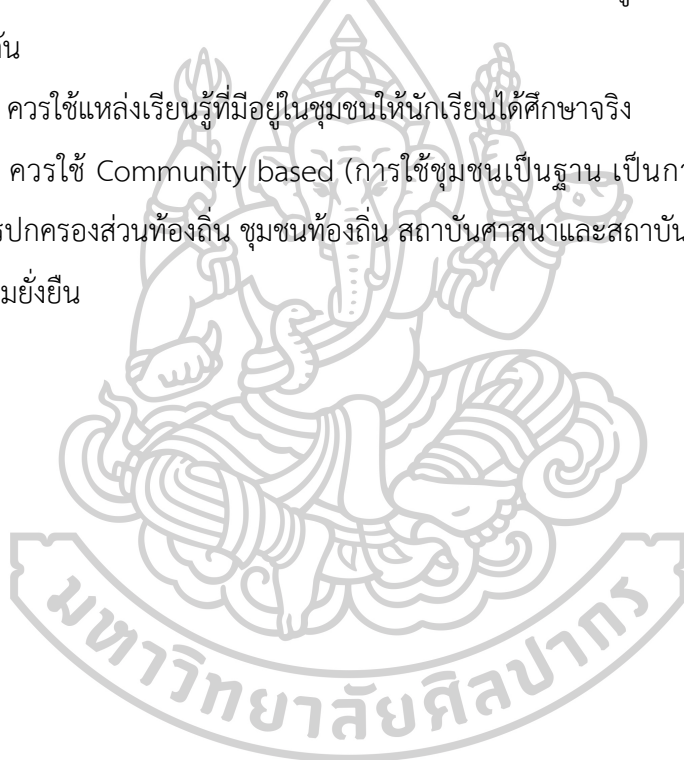 กัน
ควรใช้แหล่งเรียนรู้ที่มีอยู่ในชุมชนให้นักเรียนได้ศึกษาจริง
ควรใช้ Community based (การใช้ชุมชนเป็นฐาน
ปกครองส่วนท้องถิ่น ชุมชนท้องถิ่น สถาบันศาสนาและสถาบัน
ยั่งยืน
มหาวิทยาลัยศิลปากร